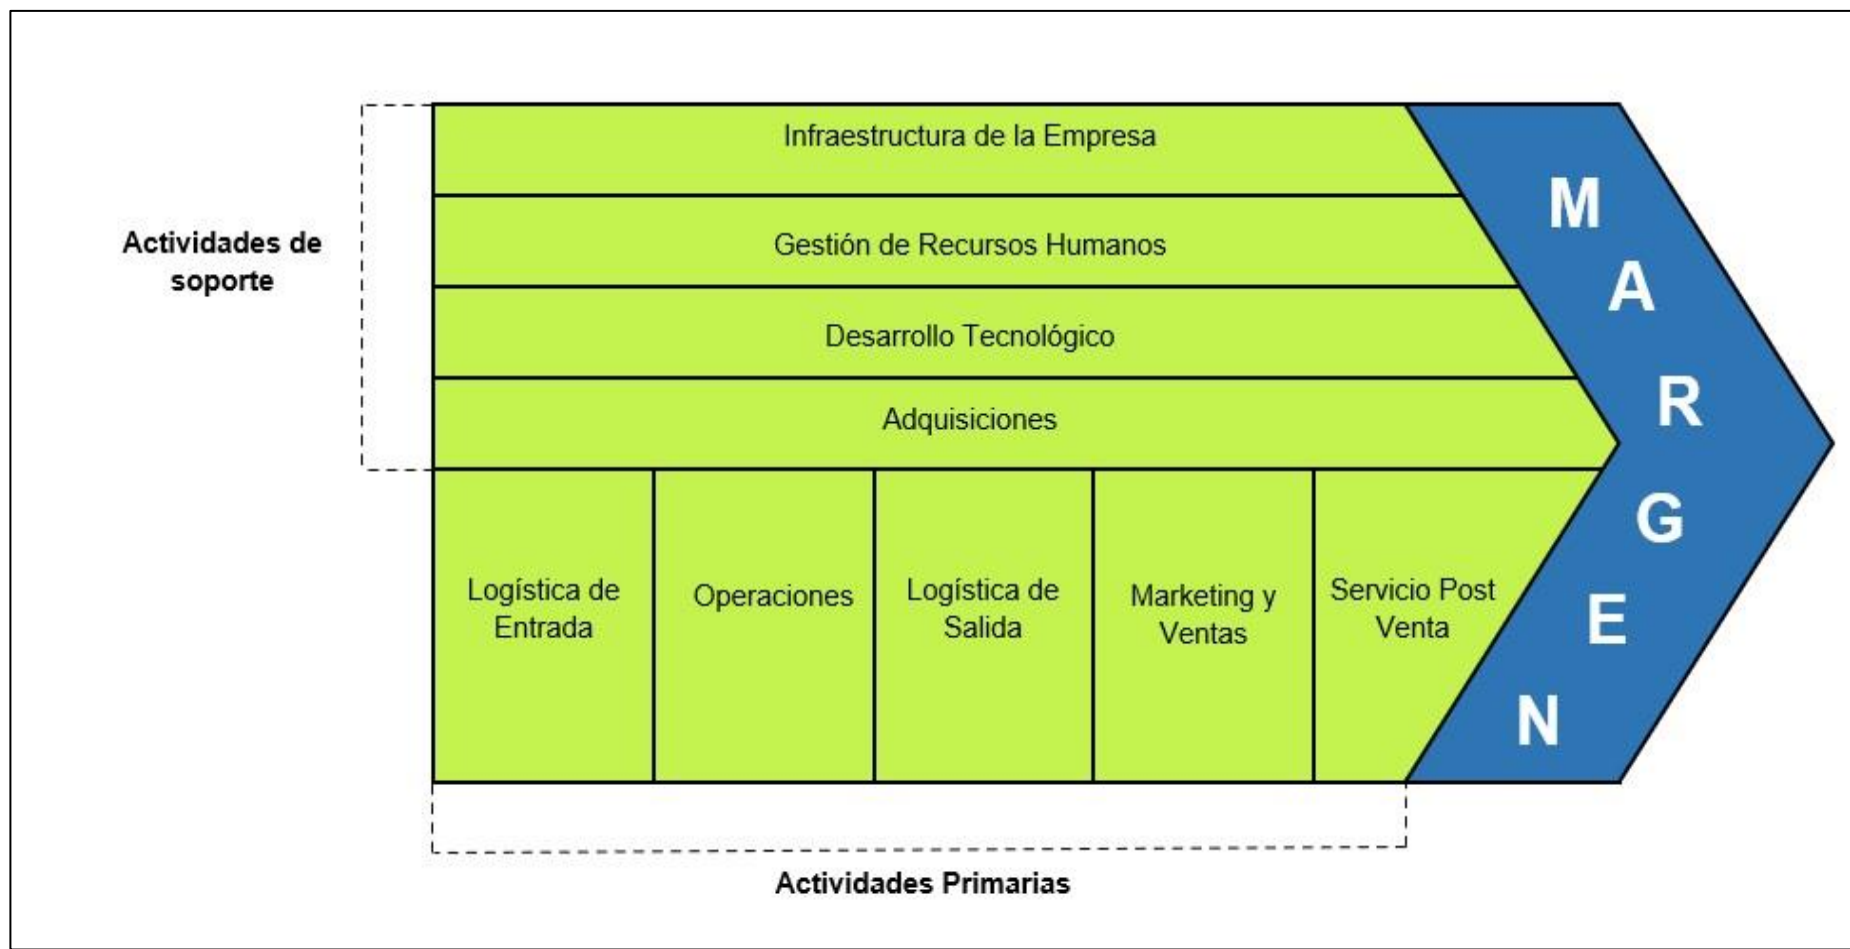 Infraestructura de la Empresa
Actividades de
soporte
Gestión de Recursos Humanos
Desarrollo Tecnológico
Adquisiciones
Logística de
Entrada
Operaciones
Logística de
Salida
Marketing y
Ventas
Servicio Post
Venta
M
A
R
G
E
N
Actividades Primarias